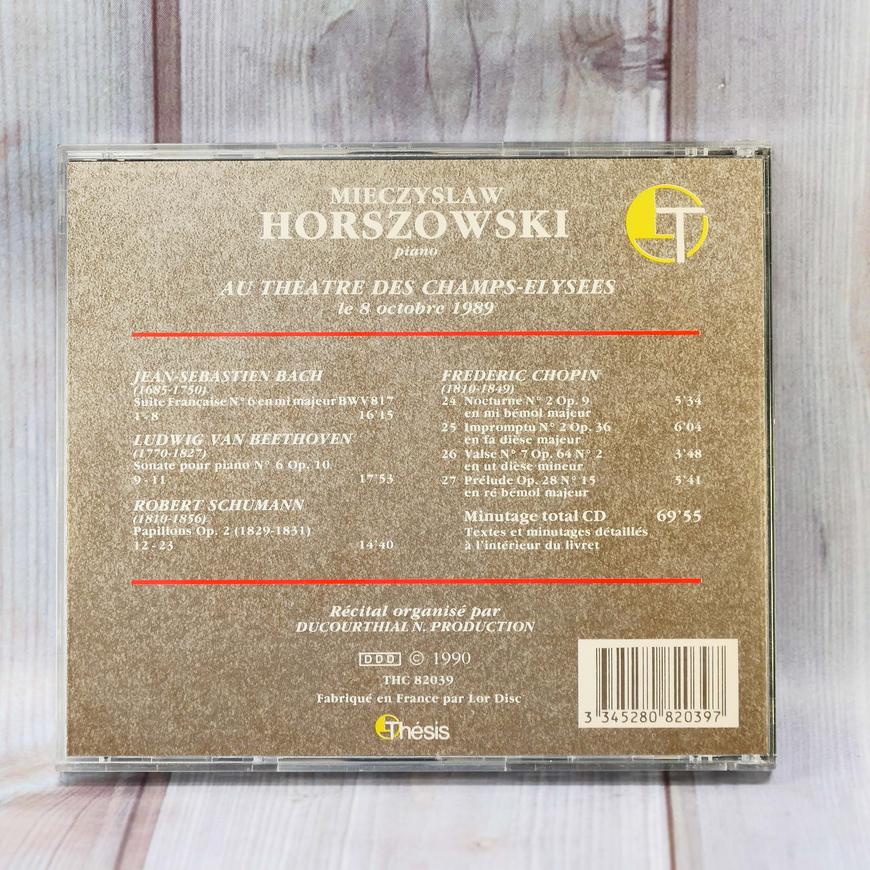 MIECZYSLAW
HORSZOWSKI
piano
AU THEATRE DES CHAMPS-ELYSEES
le 8 octobre 1989
JEAN-SEBASTIEN BACH
(1685-1750)
Suite Française N° 6 en mi majeur BWV 817
1 - 8 16'15
LUDWIG VAN BEETHOVEN
(1770-1827)
Sonate pour piano N° 6 Op. 10
9 - 11 17'53
ROBERT SCHUMANN
(1810-1856)
Papillons Op. 2 (1829-1831)
12 - 23 14'40
FREDERIC CHOPIN
(1810-1849)
24 Nocturne N° 2 Op. 9 5'34
en mi bémol majeur
25 Impromptu N° 2 Op. 36 6'04
en fa dièse majeur
26 Valse N° 7 Op. 64 N° 2 3'48
en ut dièse mineur
27 Prélude Op. 28 N° 15 5'41
en ré bémol majeur
Minutage total CD 69'55
Textes et minutages détaillés
à l'intérieur du livret
Récital organisé par
DUCOURTHIAL N. PRODUCTION
DDD © 1990
THC 82039
Fabriqué en France par Lor Disc
Thésis
3 345280 820397